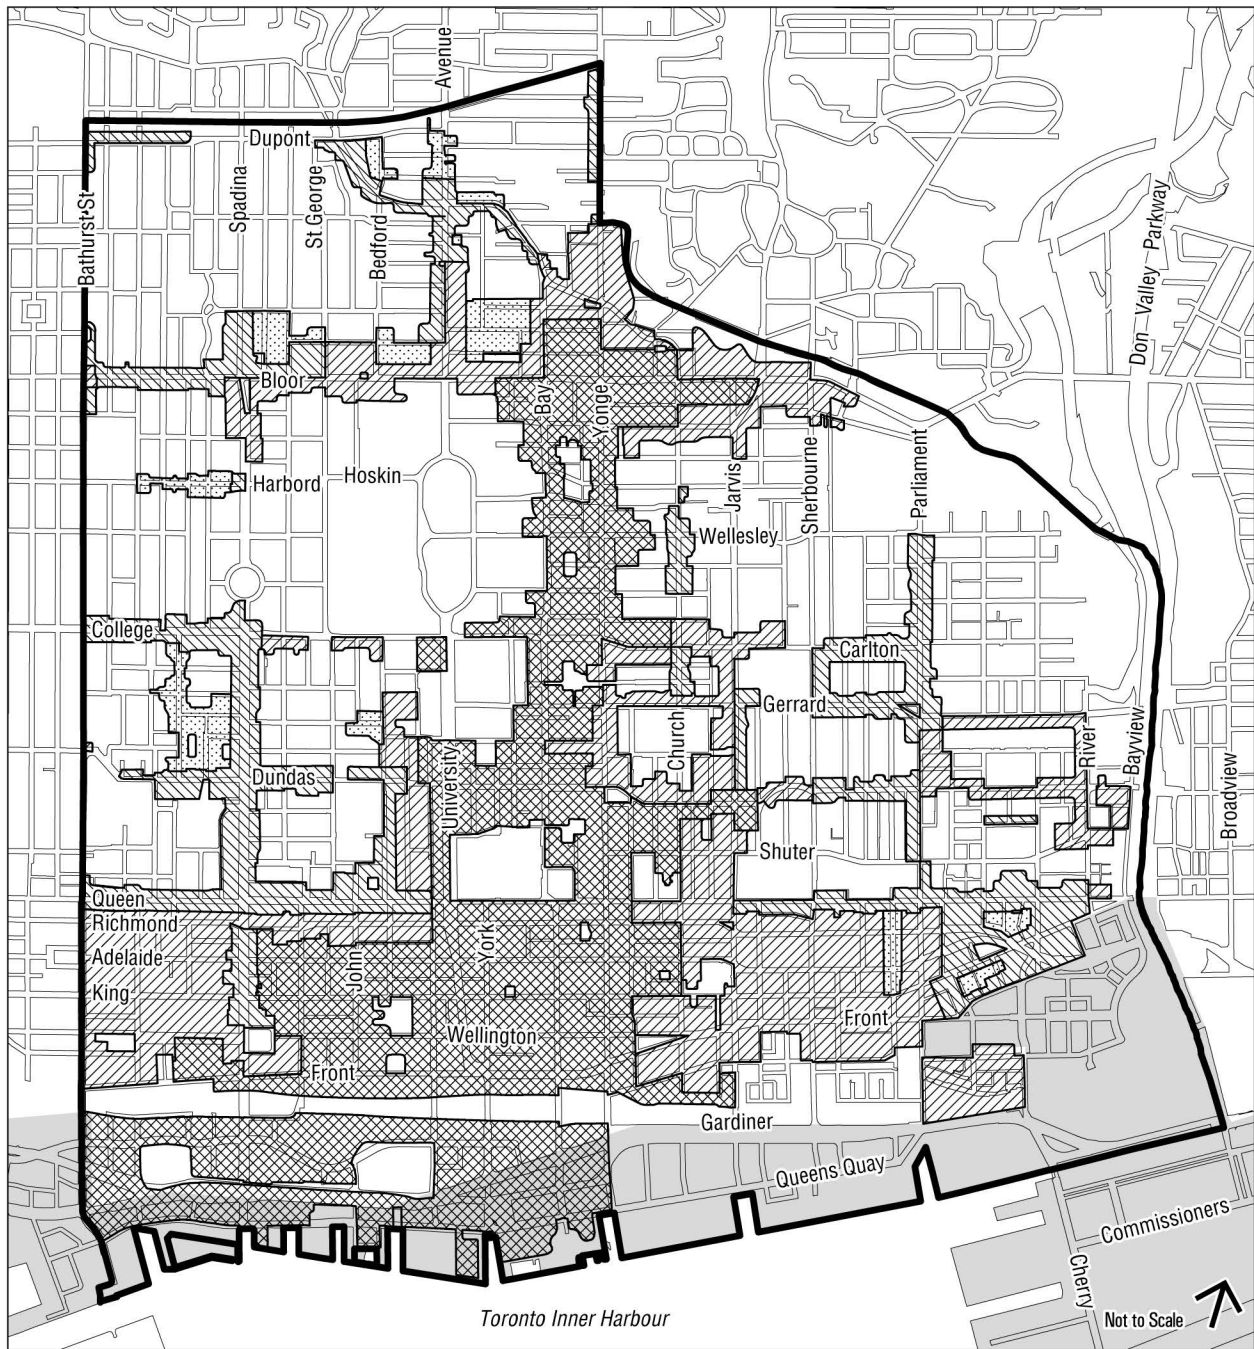 Avenue
Dupont
Spadina
St.George
Bedford
Bathurst St
Don Valley Parkway
Bloor
Bay
Yonge
Harbord
Hoskin
Jarvis
Sherbourne
Parliament
Wellesley
College
Carlton
Gerrard
Church
University
Dundas
River
Bayview
Broadview
Shuter
Queen
Richmond
Adelaide
King
John
York
Wellington
Front
Front
Gardiner
Queens Quay
Commissioners
Cherry
Toronto Inner Harbour
Not to Scale